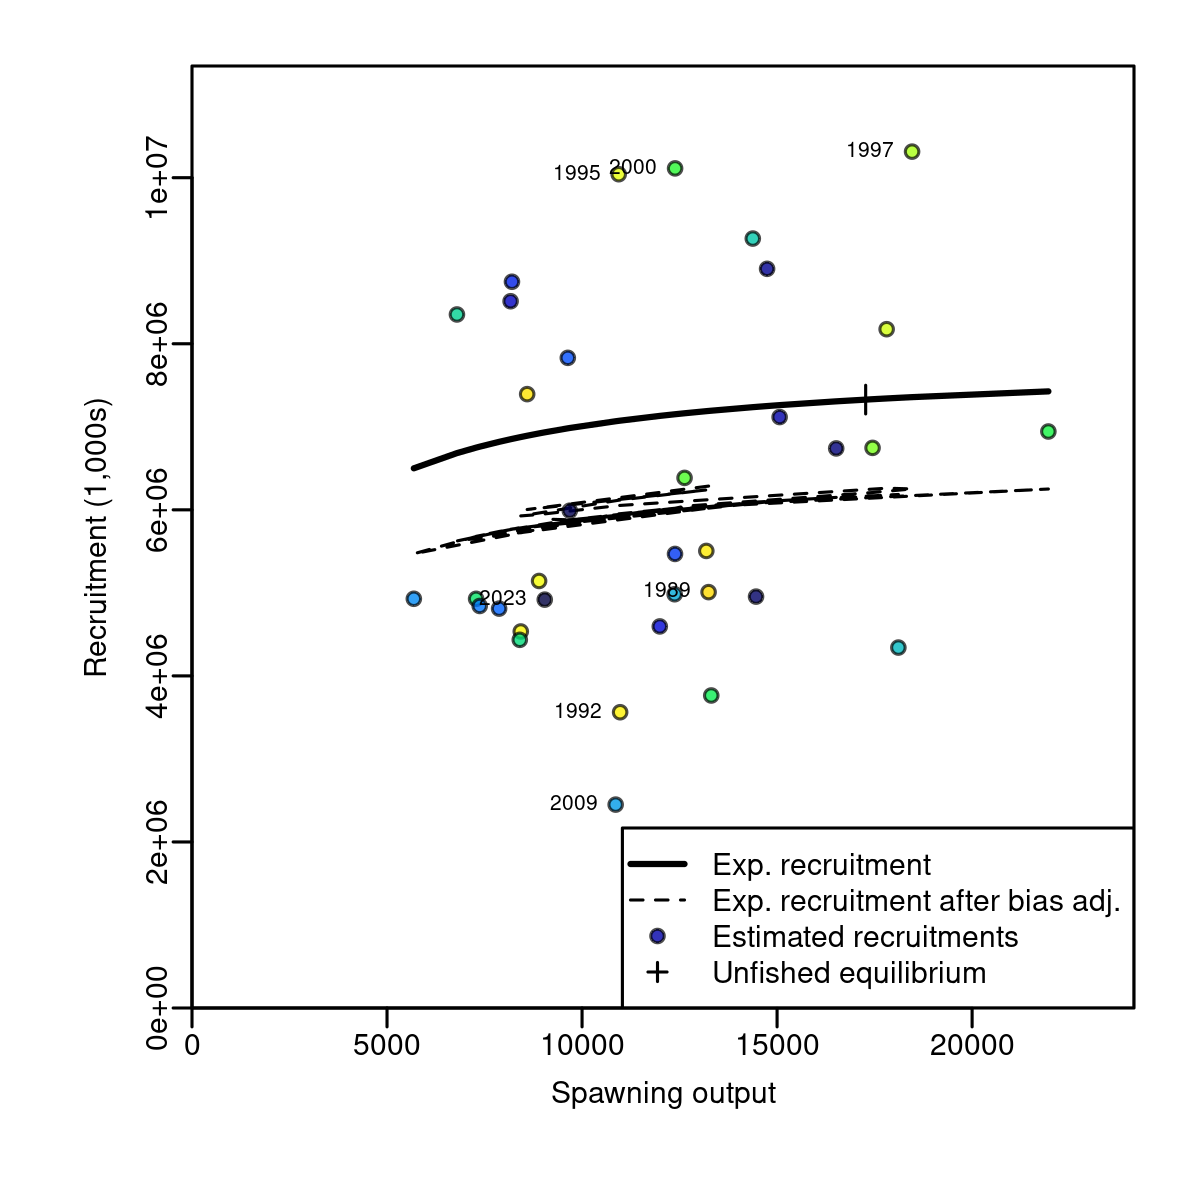 1997
1995
2000
2023
1989
1992
2009
Recruitment (1,000s)
1e+07
8e+06
6e+06
4e+06
2e+06
0e+00
Exp. recruitment
Exp. recruitment after bias adj.
Estimated recruitments
Unfished equilibrium
0 5000 10000 15000 20000
Spawning output